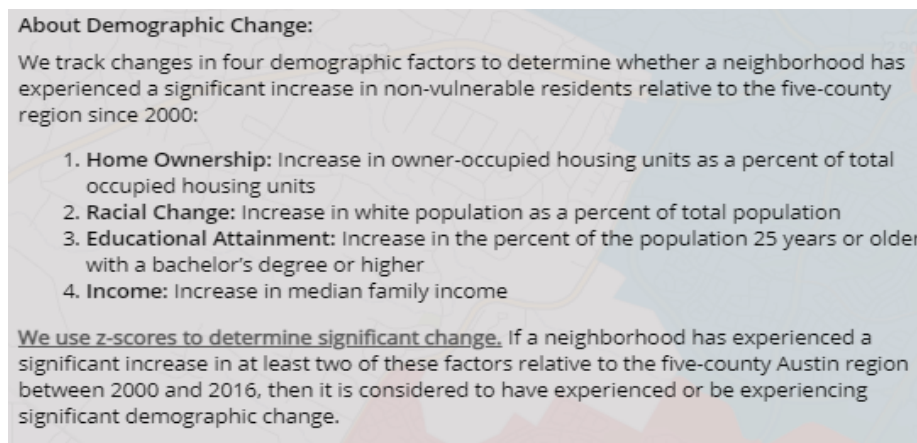 About Demographic Change:
We track changes in four demographic factors to determine whether a neighborhood has
experienced a significant increase in non-vulnerable residents relative to the five-county
region since 2000:
1. Home Ownership: Increase in owner-occupied housing units as a percent of total
occupied housing units
2. Racial Change: Increase in white population as a percent of total population
3. Educational Attainment: Increase in the percent of the population 25 years or older
with a bachelor's degree or higher
4. Income: Increase in median family income
We use z-scores to determine significant change. If a neighborhood has experienced a
significant increase in at least two of these factors relative to the five-county Austin region
between 2000 and 2016, then it is considered to have experienced or be experiencing
significant demographic change.